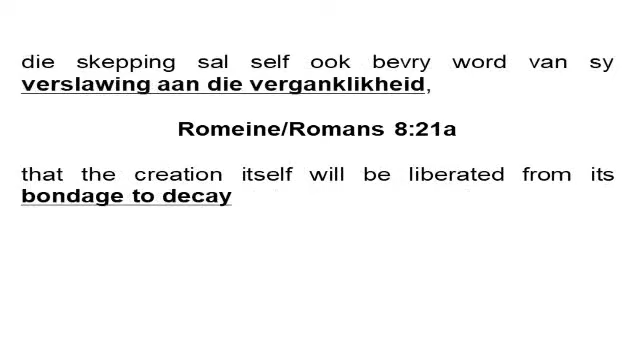 die skepping sal self ook bevry word van sy
verslawing aan die verganklikheid,
Romeine/Romans 8:21a
that the creation itself will be liberated from its
bondage to decay